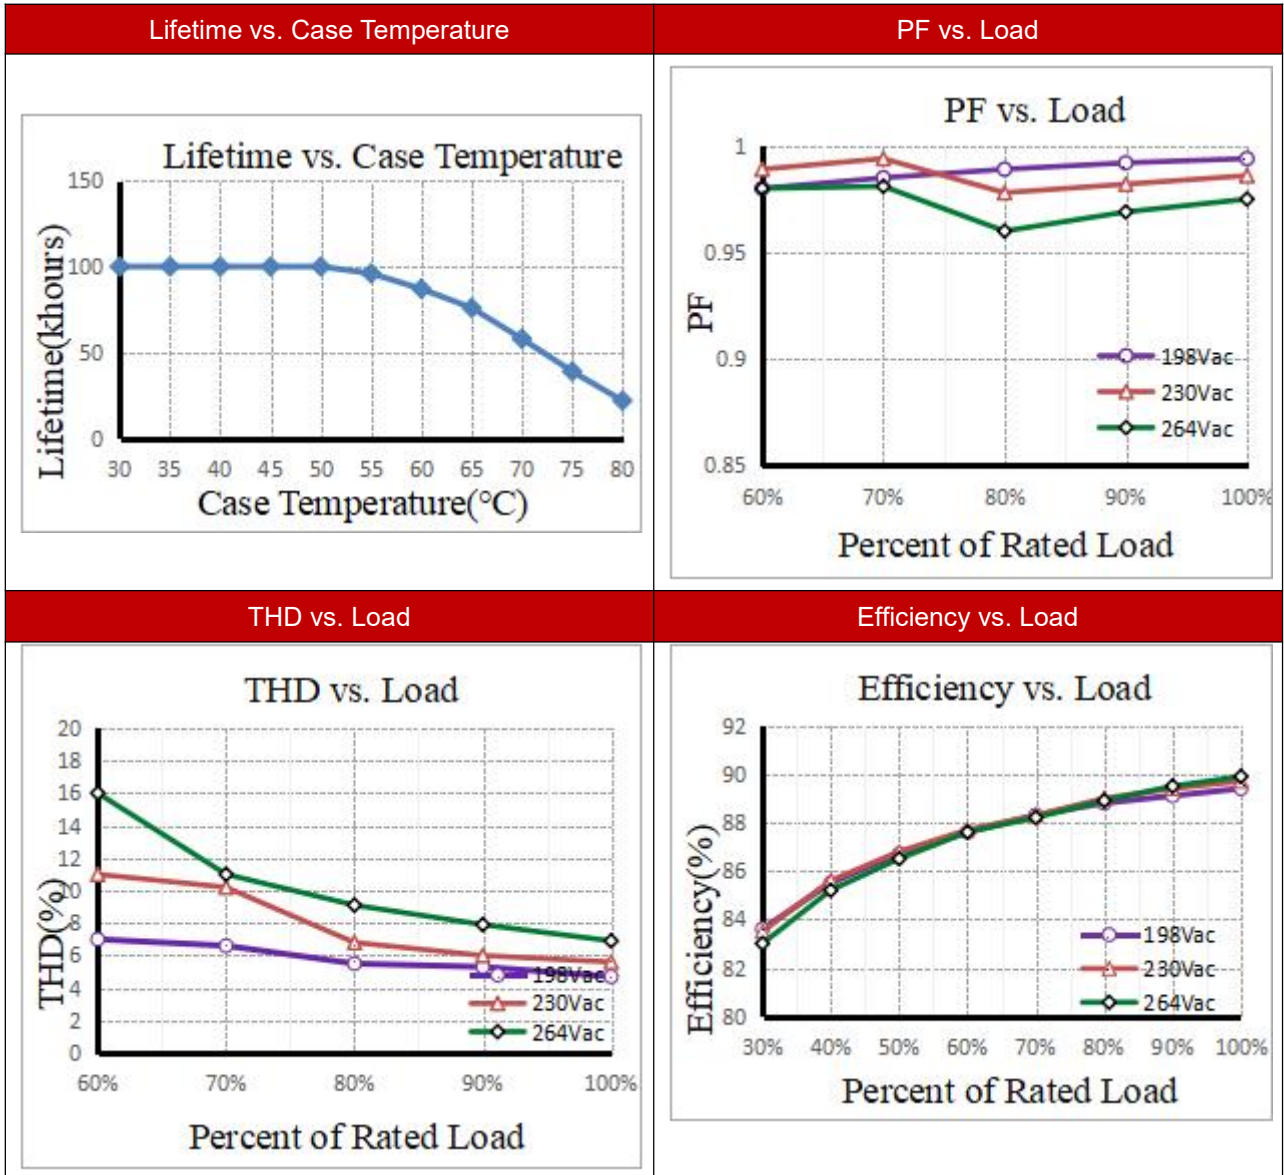 Lifetime vs. Case Temperature
PF vs. Load
Lifetime vs. Case Temperature
150
100
50
0
Lifetime(khours)
30 35 40 45 50 55 60 65 70 75 80
Case Temperature(°C)
PF vs. Load
1
0.95
0.9
0.85
PF
198Vac
230Vac
264Vac
60% 70% 80% 90% 100%
Percent of Rated Load
THD vs. Load
Efficiency vs. Load
THD vs. Load
20
18
16
14
12
10
8
6
4
2
0
THD(%)
198Vac
230Vac
264Vac
60% 70% 80% 90% 100%
Percent of Rated Load
Efficiency vs. Load
92
90
88
86
84
82
80
Efficiency(%)
198Vac
230Vac
264Vac
30% 40% 50% 60% 70% 80% 90% 100%
Percent of Rated Load